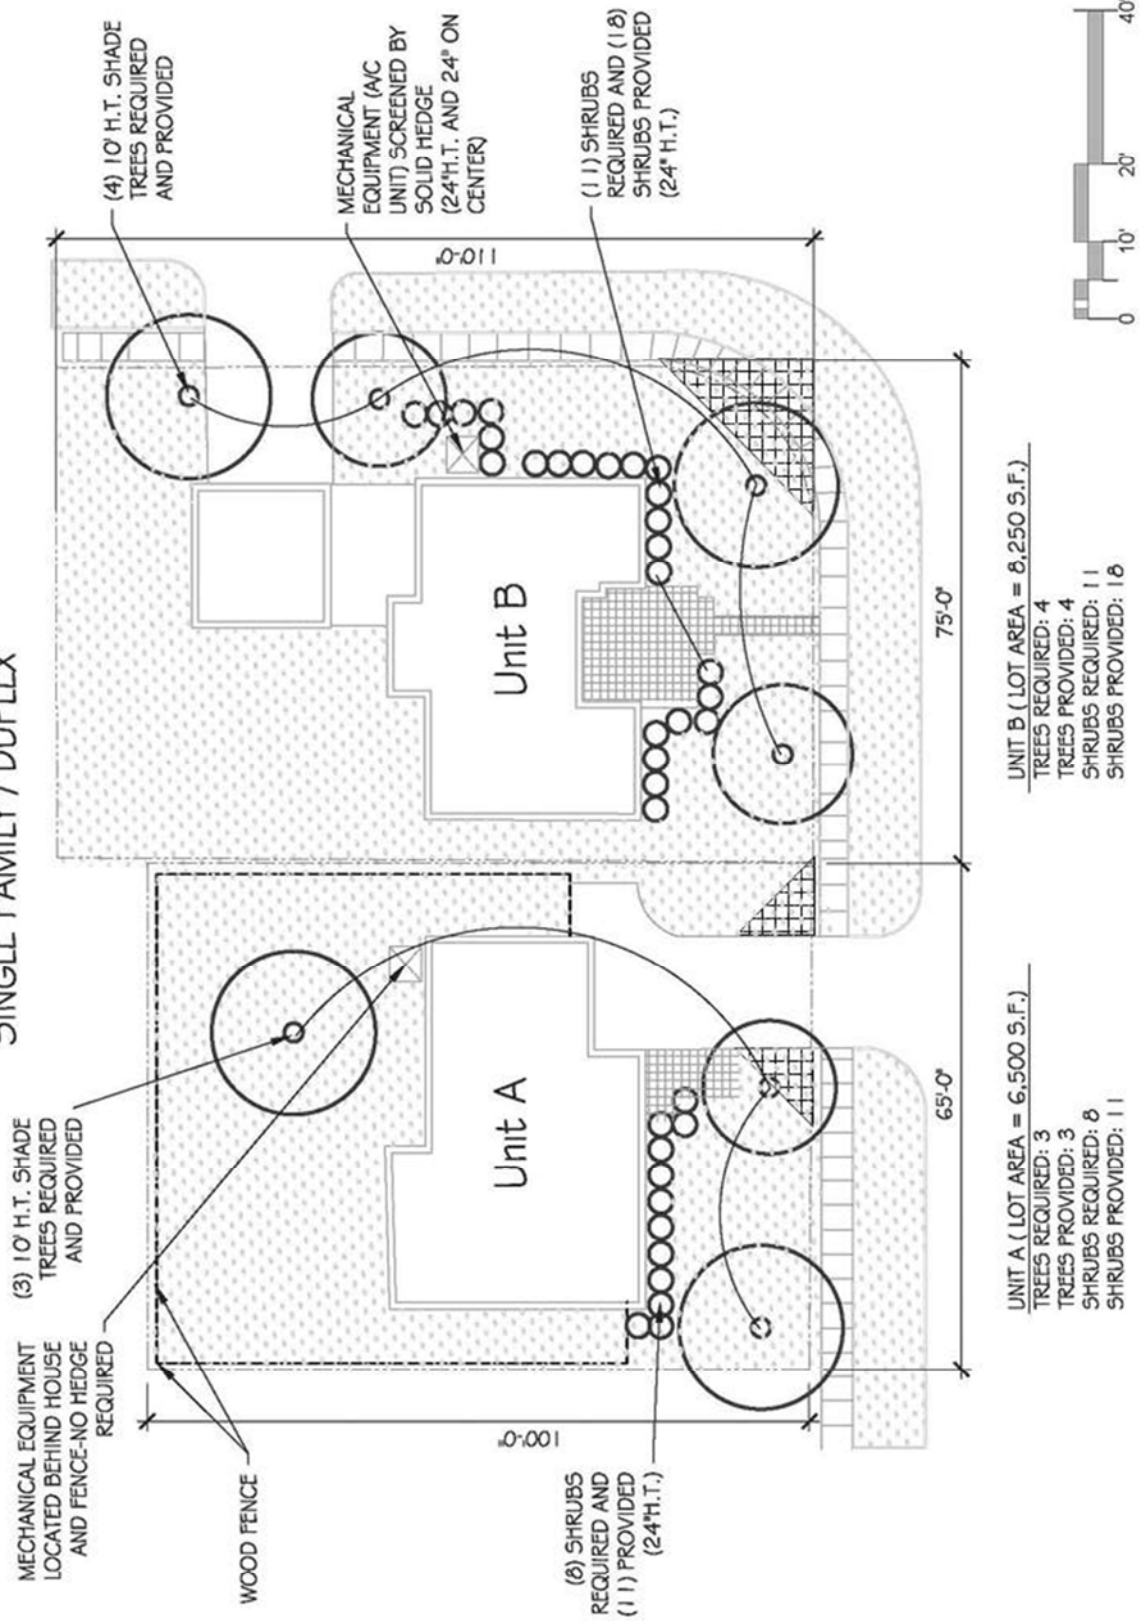 SINGLE FAMILY / DUPLEX
MECHANICAL EQUIPMENT
LOCATED BEHIND HOUSE
AND FENCE-NO HEDGE
REQUIRED
(3) 10' H.T. SHADE
TREES REQUIRED
AND PROVIDED
(4) 10' H.T. SHADE
TREES REQUIRED
AND PROVIDED
WOOD FENCE
MECHANICAL
EQUIPMENT (A/C
UNIT) SCREENED BY
SOLID HEDGE
(24"H.T. AND 24" ON
CENTER)
100'-0"
110'-0"
Unit A
Unit B
(8) SHRUBS
REQUIRED AND
(11) PROVIDED
(24"H.T.)
(11) SHRUBS
REQUIRED AND (18)
SHRUBS PROVIDED
(24" H.T.)
65'-0"
75'-0"
UNIT A ( LOT AREA = 6,500 S.F.)
TREES REQUIRED: 3
TREES PROVIDED: 3
SHRUBS REQUIRED: 8
SHRUBS PROVIDED: 11
UNIT B ( LOT AREA = 8,250 S.F.)
TREES REQUIRED: 4
TREES PROVIDED: 4
SHRUBS REQUIRED: 11
SHRUBS PROVIDED: 18
0 10' 20' 40'